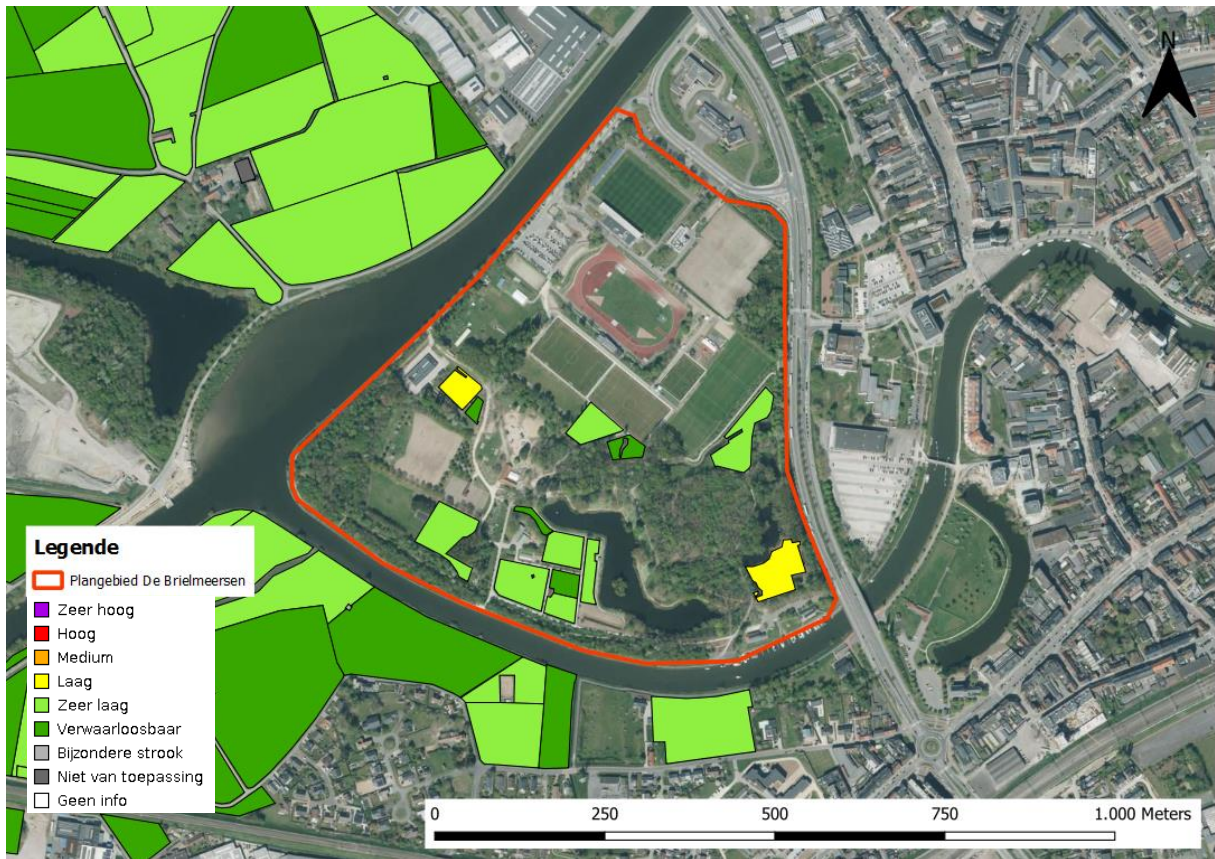 N
Legende
Plangebied De Brielmeersen
Zeer hoog
Hoog
Medium
Laag
Zeer laag
Verwaarloosbaar
Bijzondere strook
Niet van toepassing
Geen info
0 250 500 750 1.000 Meters